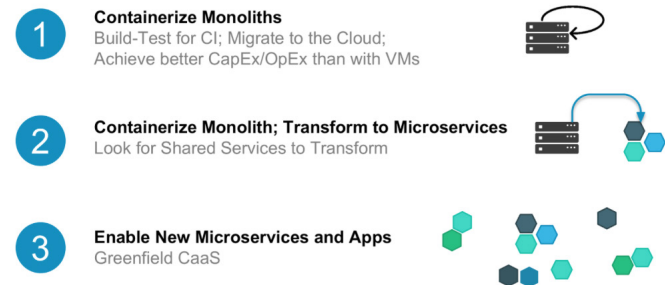 1
Containerize Monoliths
Build-Test for CI; Migrate to the Cloud;
Achieve better CapEx/OpEx than with VMs
2
Containerize Monolith; Transform to Microservices
Look for Shared Services to Transform
3
Enable New Microservices and Apps
Greenfield CaaS